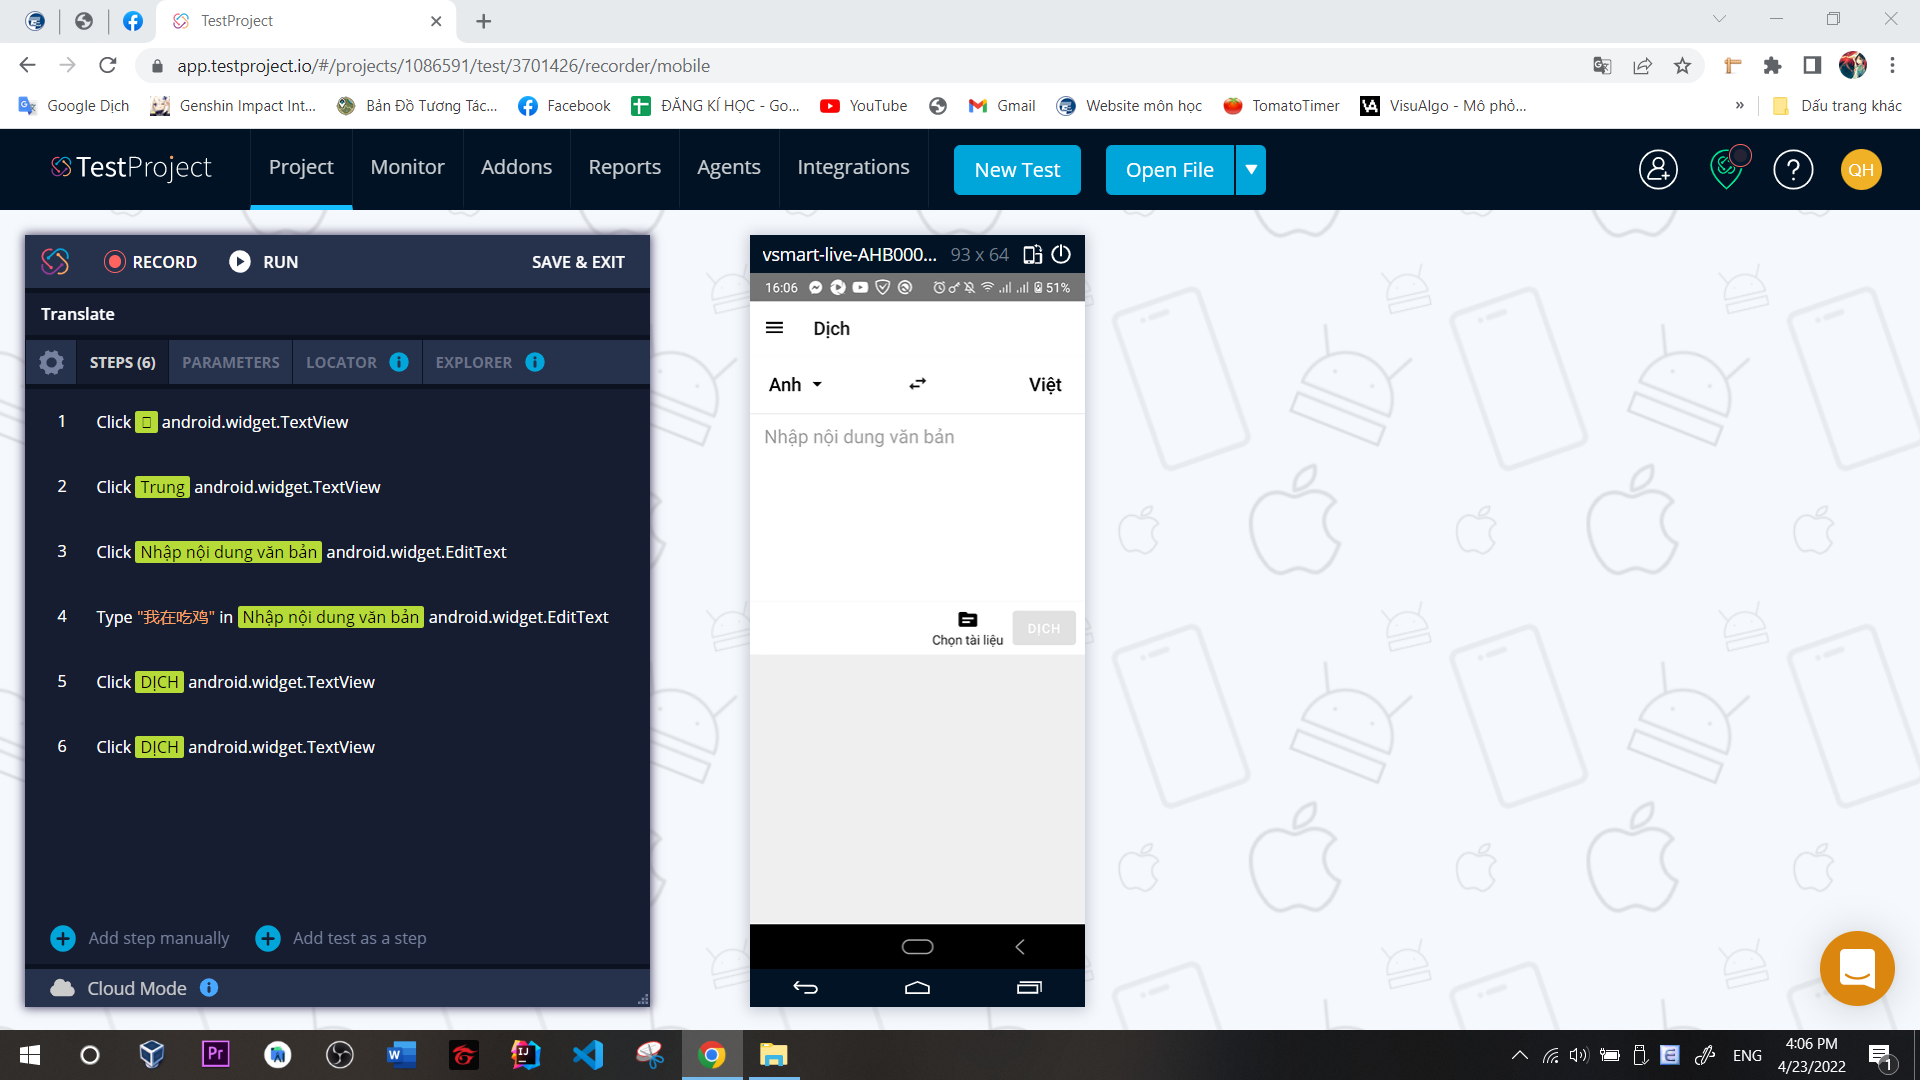 TestProject
app.testproject.io/#/projects/1086591/test/3701426/recorder/mobile
Google Dịch
Genshin Impact Int...
Bản Đồ Tương Tác...
Facebook
ĐĂNG KÍ HỌC - Go...
YouTube
Gmail
Website môn học
TomatoTimer
VisuAlgo - Mô phỏ...
»
Dấu trang khác
TestProject
Project
Monitor
Addons
Reports
Agents
Integrations
New Test
Open File
QH
RECORD
RUN
SAVE & EXIT
Translate
STEPS (6)
PARAMETERS
LOCATOR
EXPLORER
1 Click android.widget.TextView
2 Click Trung android.widget.TextView
3 Click Nhập nội dung văn bản android.widget.EditText
4 Type "我在吃鸡" in Nhập nội dung văn bản android.widget.EditText
5 Click DỊCH android.widget.TextView
6 Click DỊCH android.widget.TextView
Add step manually
Add test as a step
Cloud Mode
vsmart-live-AHB000... 93 x 64
16:06
51%
Dịch
Anh
Việt
Nhập nội dung văn bản
Chọn tài liệu
DỊCH
ENG
4:06 PM
4/23/2022
1